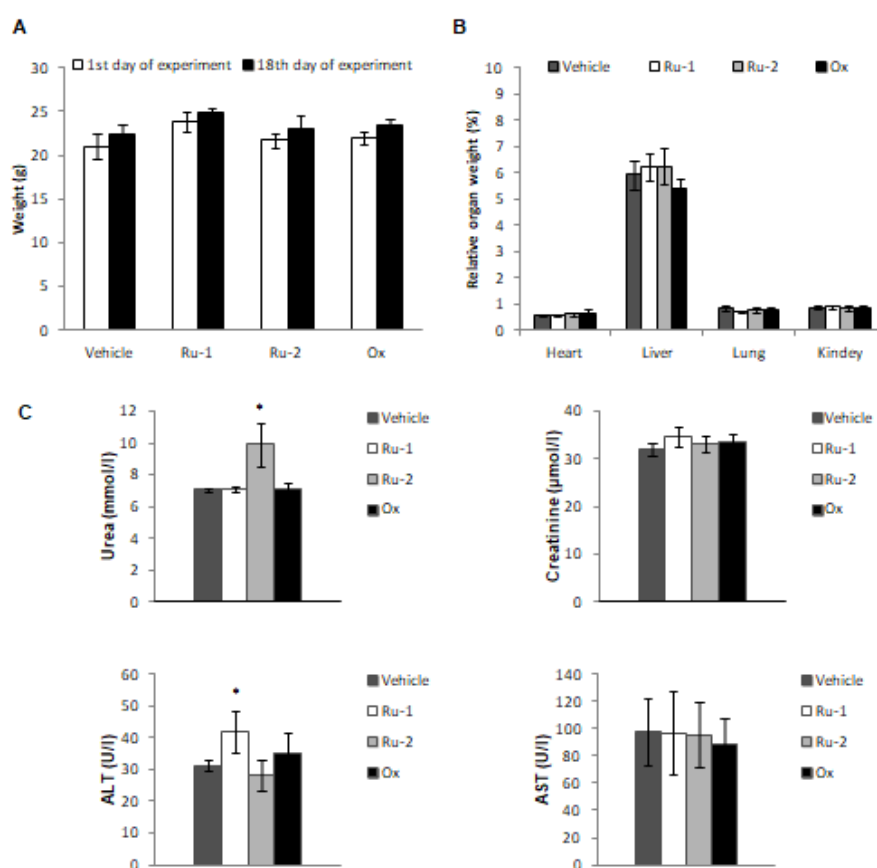 A
1st day of experiment 18th day of experiment
30
25
20
15
10
5
0
Weight (g)
Vehicle Ru-1 Ru-2 Ox
B
Vehicle Ru-1 Ru-2 Ox
10
9
8
7
6
5
4
3
2
1
0
Relative organ weight (%)
Heart Liver Lung Kindey
C
12
10
8
6
4
2
0
Urea (mmol/l)
*
Vehicle
Ru-1
Ru-2
Ox
40
30
20
10
0
Creatinine (µmol/l)
Vehicle
Ru-1
Ru-2
Ox
60
50
40
30
20
10
0
ALT (U/l)
*
Vehicle
Ru-1
Ru-2
Ox
140
120
100
80
60
40
20
0
AST (U/l)
Vehicle
Ru-1
Ru-2
Ox